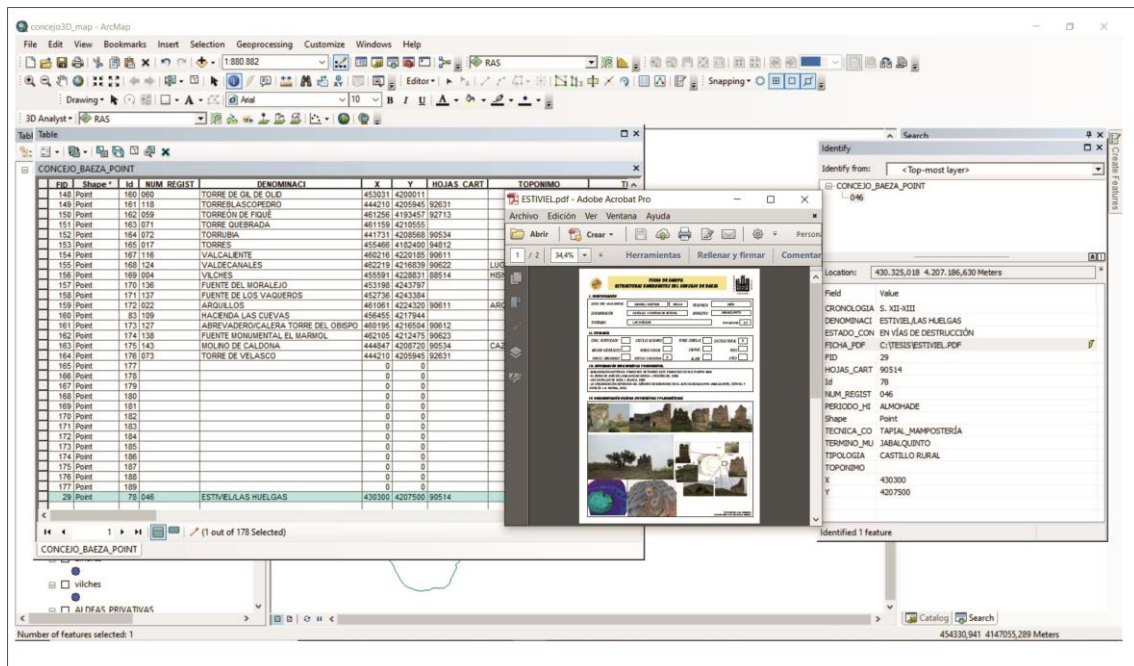 concejo3D_map - ArcMap
File Edit View Bookmarks Insert Selection Geoprocessing Customize Windows Help
1:880.882 RAS
Editor Snapping
Drawing Arial 10 B I U A
3D Analyst RAS
Tabl Table
CONCEJO_BAEZA_POINT
FID Shape * Id NUM_REGIST DENOMINACI X Y HOJAS_CART TOPONIMO
148 Point 160 060 TORRE DE GIL DE OLID 453031 4200011
149 Point 161 118 TORREBLASCOPEDRO 444210 4205945 92631
150 Point 162 059 TORREÓN DE FIQUÉ 461256 4193457 92713
151 Point 163 071 TORRE QUEBRADA 461159 4210555
152 Point 164 072 TORRUBIA 441731 4208568 90534
153 Point 165 017 TORRES 455466 4182400 94812
154 Point 167 116 VALCALIENTE 460216 4220185 90611
155 Point 168 124 VALDECANALES 462219 4216839 90622 LUG
156 Point 169 004 VILCHES 455591 4228831 88514 HISI
157 Point 170 136 FUENTE DEL MORALEJO 453198 4243797
158 Point 171 137 FUENTE DE LOS VAQUEROS 452736 4243384
159 Point 172 022 ARQUILLOS 461061 4224320 90611 ARQ
160 Point 83 109 HACIENDA LAS CUEVAS 456455 4217944
161 Point 173 127 ABREVADERO/CALERA TORRE DEL OBISPO 460195 4216504 90612
162 Point 174 138 FUENTE MONUMENTAL EL MARMOL 462105 4212475 90623
163 Point 175 143 MOLINO DE CALDONA 444847 4208720 90534 CAZ
164 Point 176 073 TORRE DE VELASCO 444210 4205945 92631
165 Point 177 0 0
166 Point 178 0 0
167 Point 179 0 0
168 Point 180 0 0
169 Point 181 0 0
170 Point 182 0 0
171 Point 183 0 0
172 Point 184 0 0
173 Point 185 0 0
174 Point 186 0 0
175 Point 187 0 0
176 Point 188 0 0
177 Point 189 0 0
29 Point 78 046 ESTIVIEL/LAS HUELGAS 430300 4207500 90514
1 (1 out of 178 Selected)
CONCEJO_BAEZA_POINT
vilches
ALDEAS PRIVATIVAS
Number of features selected: 1
ESTIVIEL.pdf - Adobe Acrobat Pro
Archivo Edición Ver Ventana Ayuda
Abrir Crear Person
1 / 2 34,4% Herramientas Rellenar y firmar Comentar
FICHA DE CAMPO
Search
Create Features
Identify
Identify from: <Top-most layer>
CONCEJO_BAEZA_POINT
046
Location: 430.325,018 4.207.186,630 Meters
Field Value
CRONOLOGIA S. XII-XIII
DENOMINACI ESTIVIEL/LAS HUELGAS
ESTADO_CON EN VÍAS DE DESTRUCCIÓN
FICHA_PDF C:\TESIS\ESTIVIEL.PDF
FID 29
HOJAS_CART 90514
Id 78
NUM_REGIST 046
PERIODO_HI ALMOHADE
Shape Point
TECNICA_CO TAPIAL_MAMPOSTERÍA
TERMINO_MU JABALQUINTO
TIPOLOGIA CASTILLO RURAL
TOPONIMO
X 430300
Y 4207500
Identified 1 feature
Catalog Search
454330,941 4147055,289 Meters